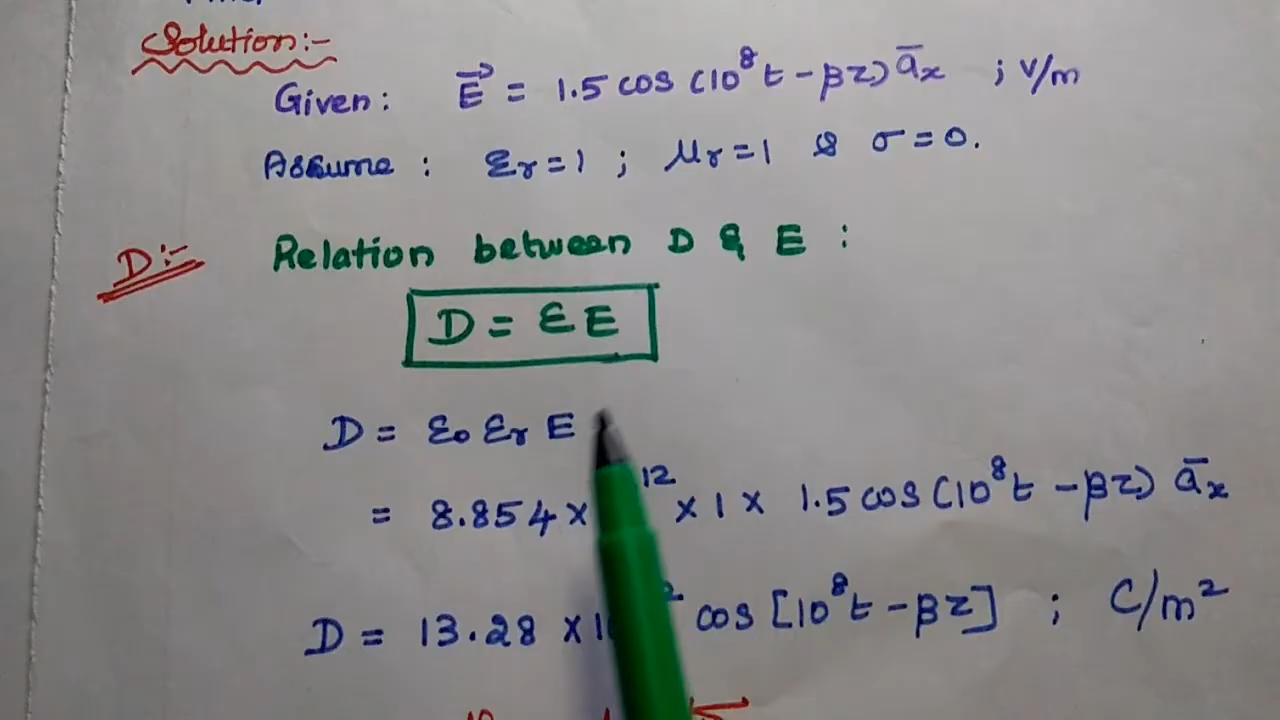 Solution:-
Given: E⃗ = 1.5 cos (10⁸t - βz) āx ; V/m
Assume : εr = 1 ; μr = 1 & σ = 0.
D:- Relation between D & E :
D = εE
D = ε₀ εr E
= 8.854 × 12 × 1 × 1.5 cos (10⁸t - βz) āx
D = 13.28 × cos [10⁸t - βz] ; C/m²